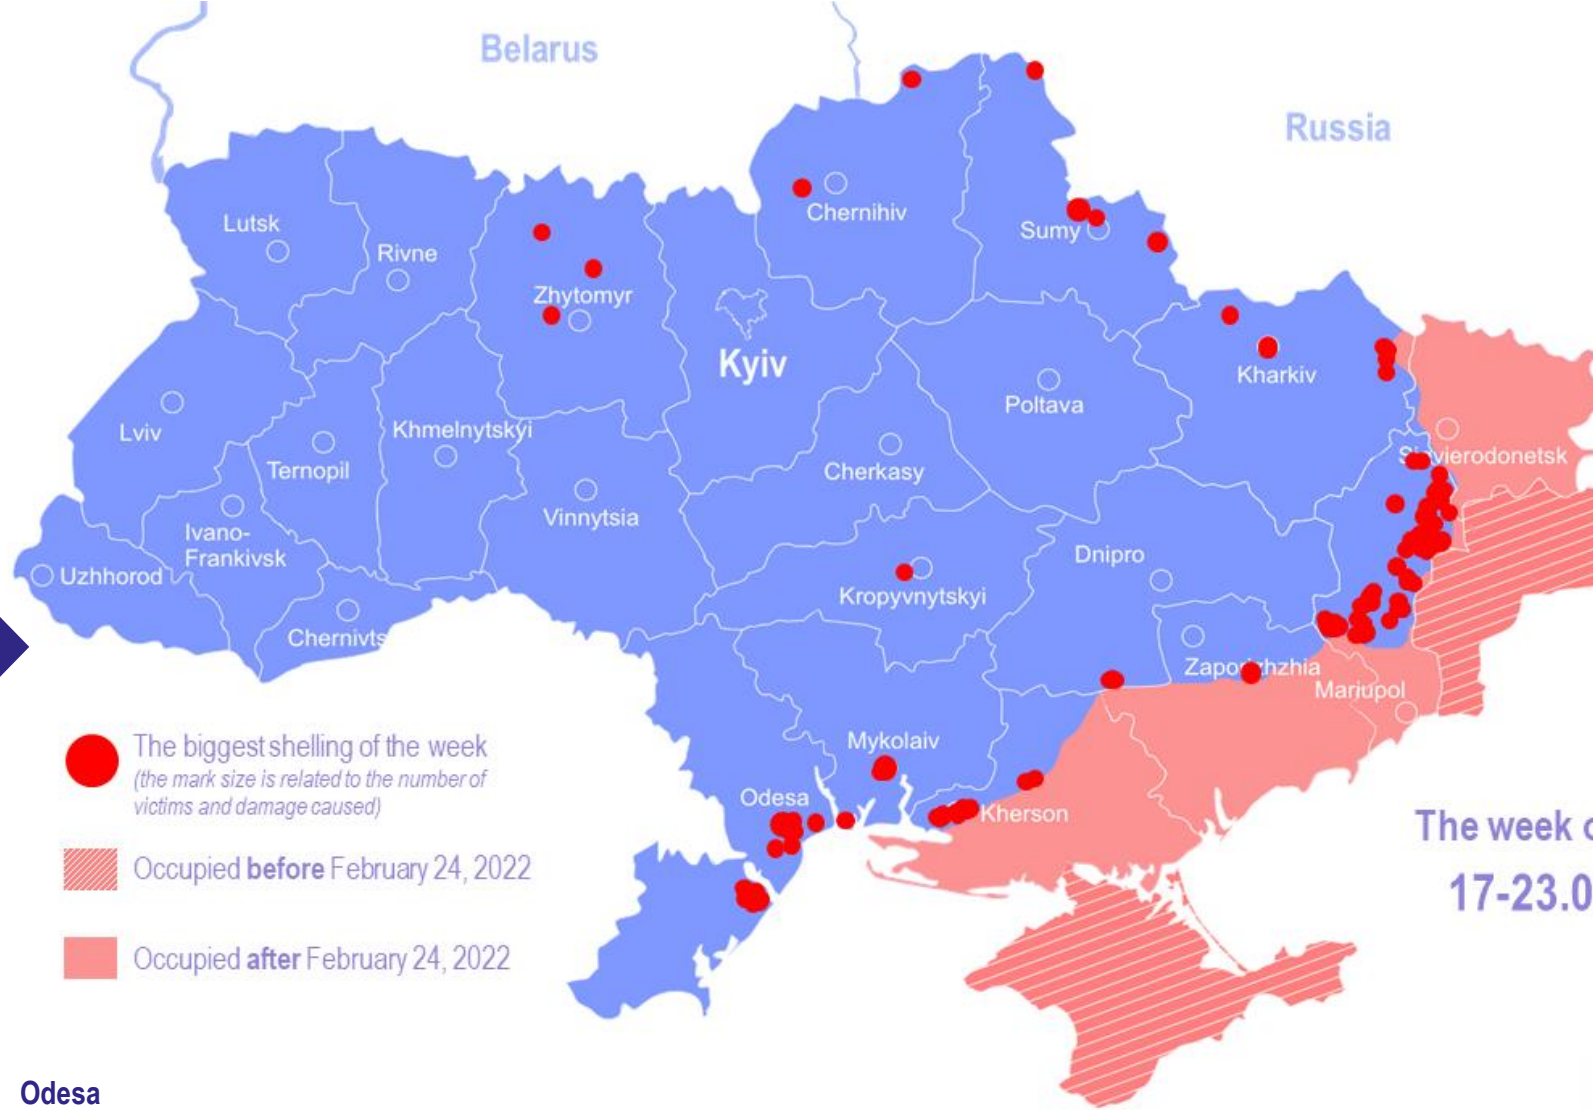 Belarus
Russia
Lutsk
Rivne
Chernihiv
Sumy
Zhytomyr
Kyiv
Kharkiv
Poltava
Lviv
Khmelnytskyi
Ternopil
Cherkasy
Sievierodonetsk
Vinnytsia
Ivano-
Frankivsk
Uzhhorod
Dnipro
Kropyvnytskyi
Chernivts
Zaporizhzhia
Mariupol
Mykolaiv
Odesa
Kherson
The biggest shelling of the week
(the mark size is related to the number of
victims and damage caused)
Occupied before February 24, 2022
Occupied after February 24, 2022
The week
17-23.0
Odesa